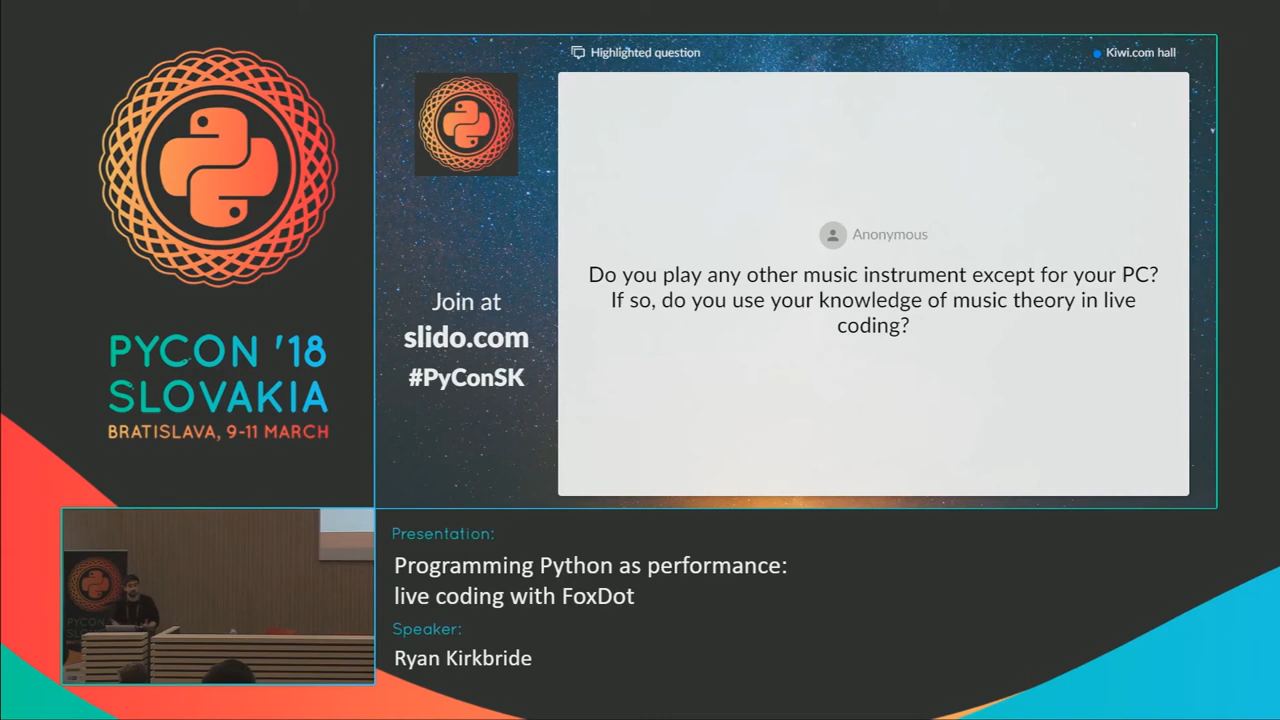 PYCON '18
SLOVAKIA
BRATISLAVA, 9-11 MARCH
Highlighted question
Kiwi.com hall
Join at
slido.com
#PyConSK
Anonymous
Do you play any other music instrument except for your PC?
If so, do you use your knowledge of music theory in live
coding?
Presentation:
Programming Python as performance:
live coding with FoxDot
Speaker:
Ryan Kirkbride